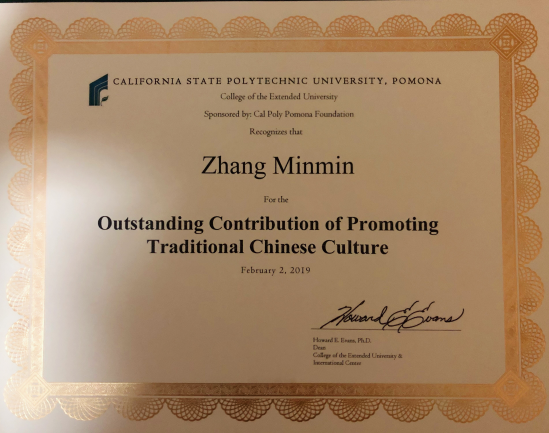 CALIFORNIA STATE POLYTECHNIC UNIVERSITY, POMONA
College of the Extended University
Sponsored by: Cal Poly Pomona Foundation
Recognizes that
Zhang Minmin
For the
Outstanding Contribution of Promoting
Traditional Chinese Culture
February 2, 2019
Howard E Evans
Howard E. Evans, Ph.D.
Dean
College of the Extended University &
International Center